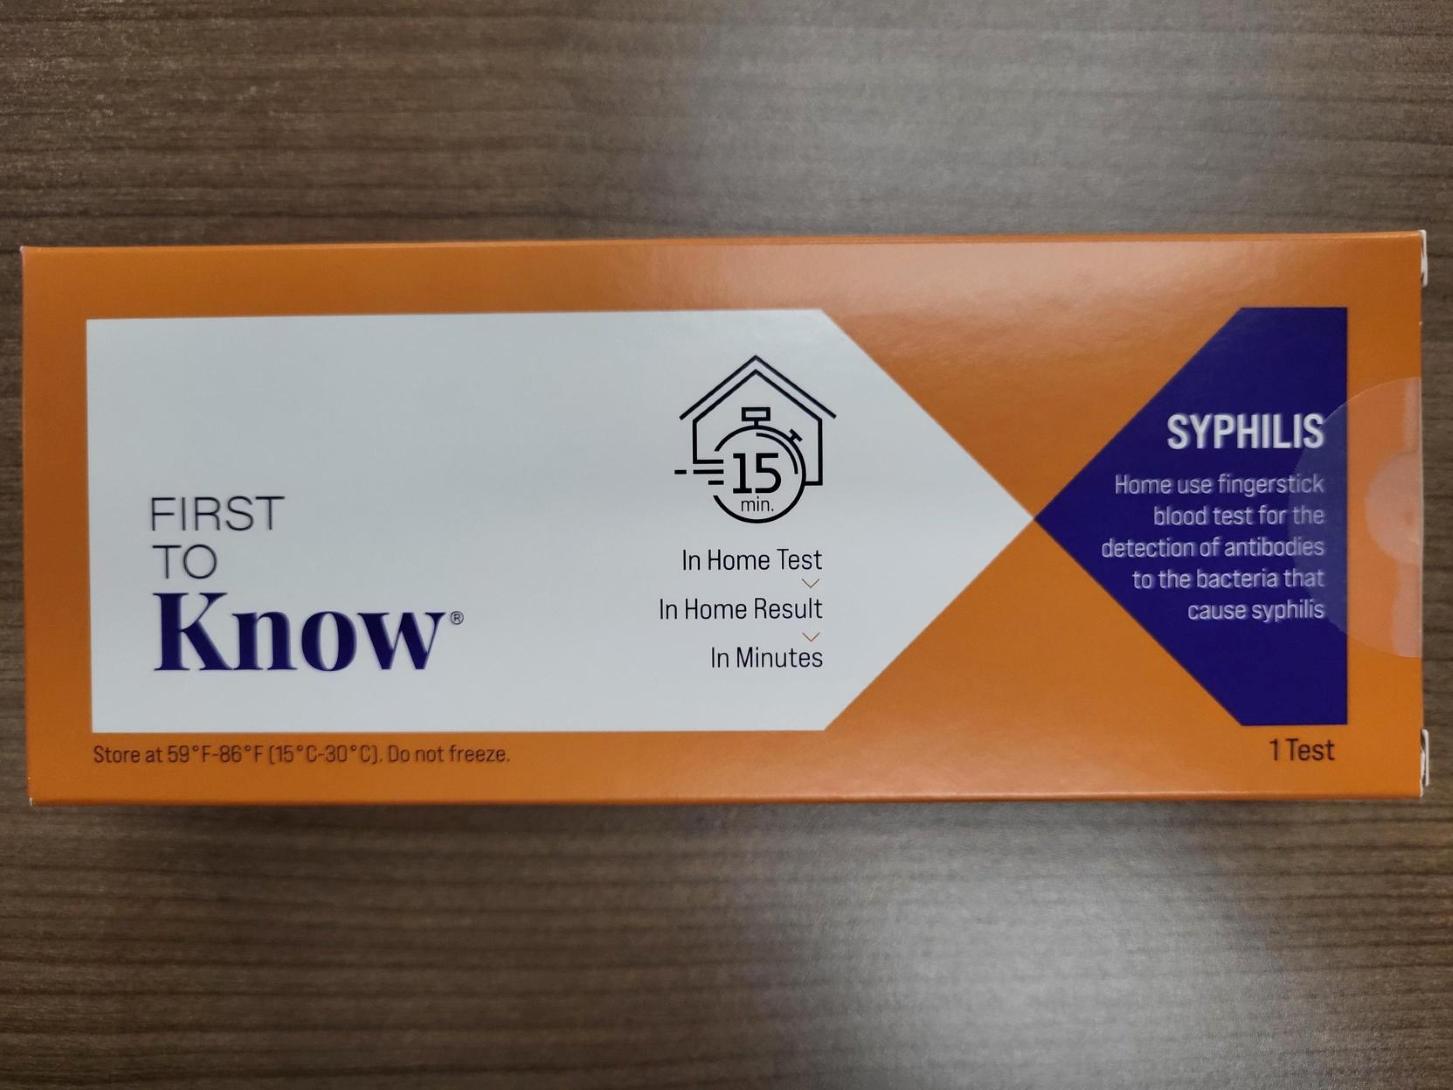 FIRST
TO
Know®
15
min.
In Home Test
In Home Result
In Minutes
SYPHILIS
Home use fingerstick
blood test for the
detection of antibodies
to the bacteria that
cause syphilis
Store at 59°F-86°F (15°C-30°C). Do not freeze.
1 Test